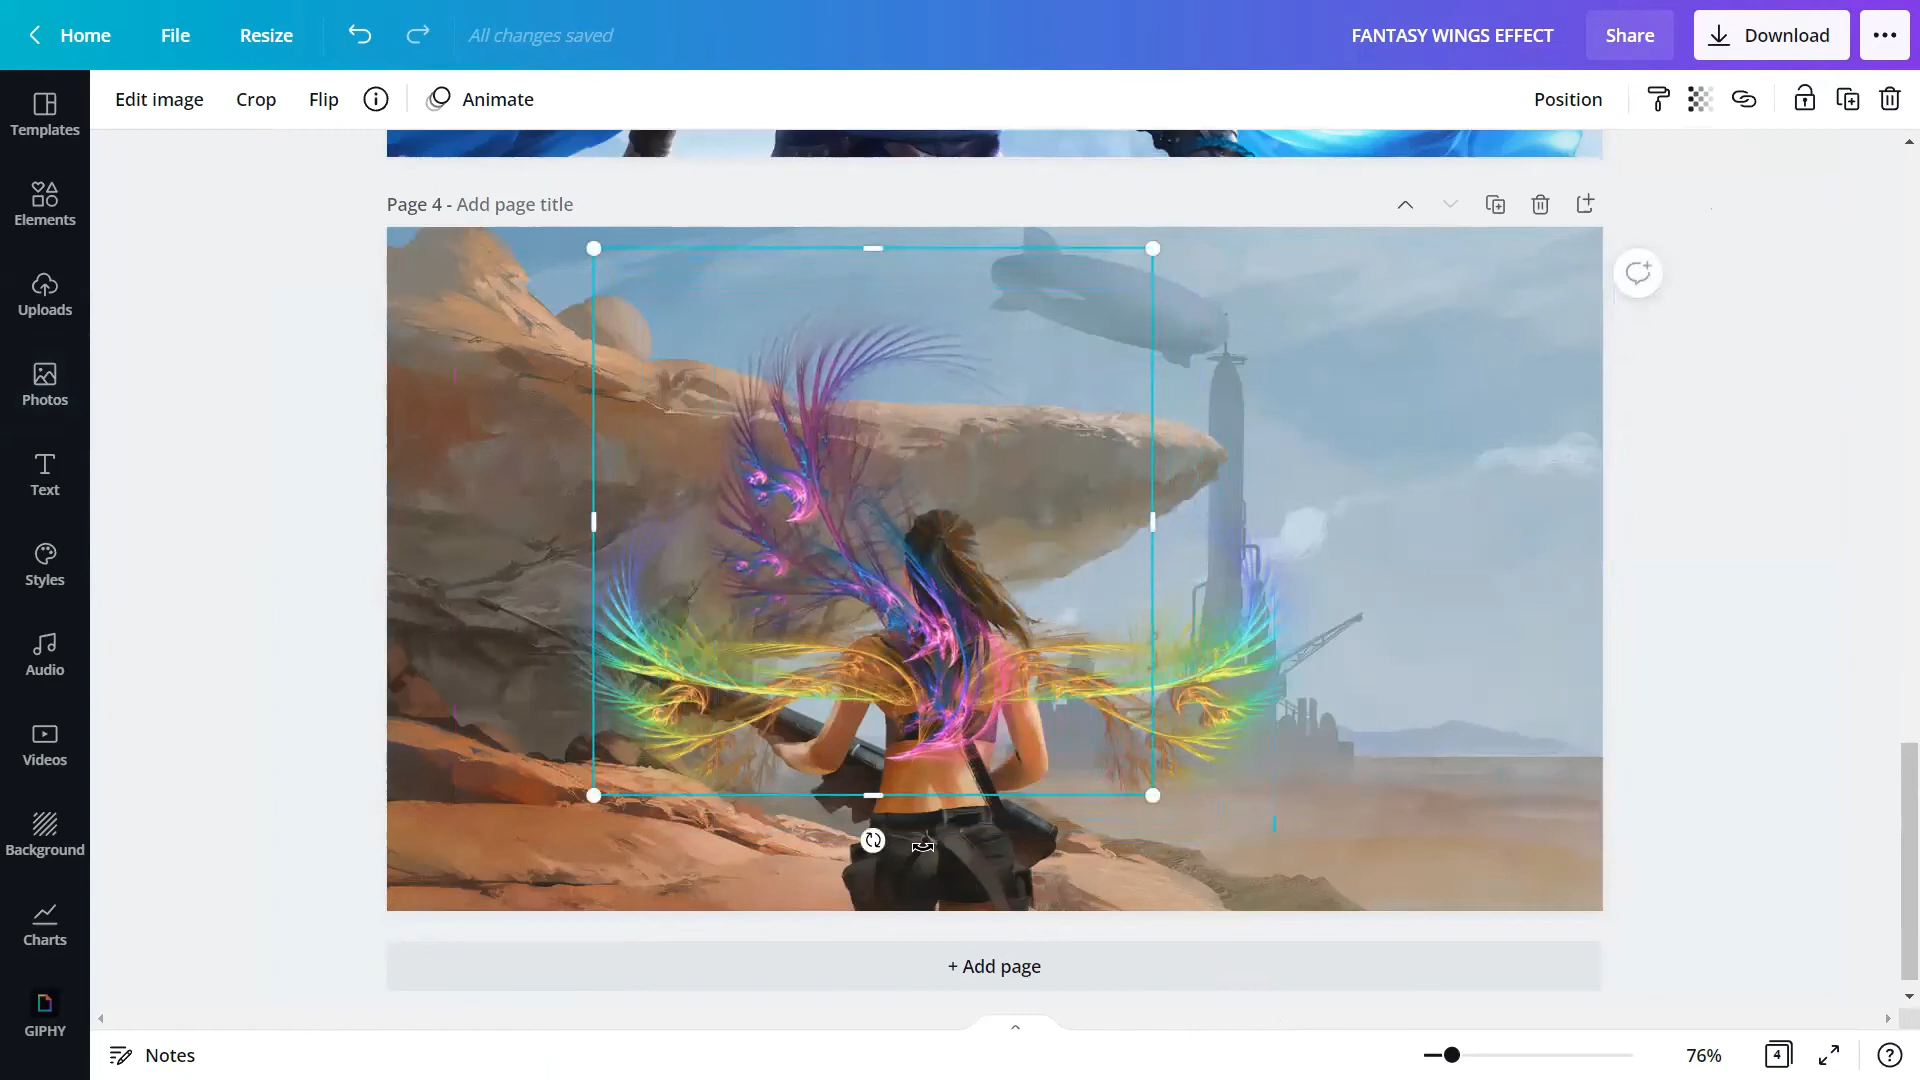 Home File Resize All changes saved FANTASY WINGS EFFECT Share Download
Edit image Crop Flip Animate Position
Templates
Elements
Uploads
Photos
Text
Styles
Audio
Videos
Background
Charts
GIPHY
Page 4 - Add page title
+ Add page
Notes 76% 4